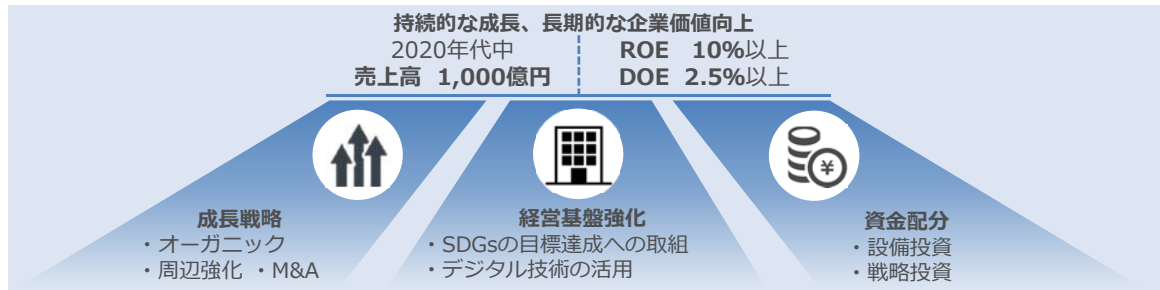 持続的な成長、長期的な企業価値向上
2020年代中
売上高 1,000億円
ROE 10%以上
DOE 2.5%以上
¥
成長戦略
・オーガニック
・周辺強化 ・M&A
経営基盤強化
・SDGsの目標達成への取組
・デジタル技術の活用
資金配分
・設備投資
・戦略投資